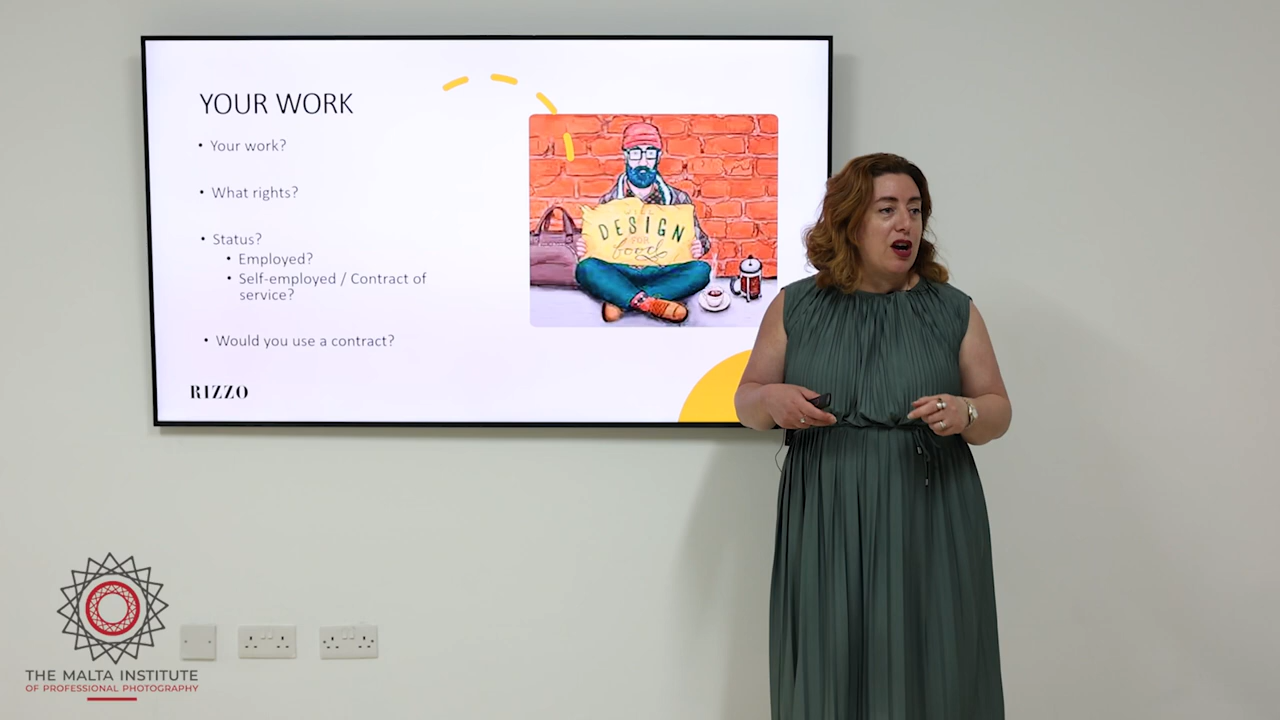 YOUR WORK
• Your work?
• What rights?
• Status?
• Employed?
• Self-employed / Contract of
service?
• Would you use a contract?
RIZZO
WILL
DESIGN
FOR
food
THE MALTA INSTITUTE
OF PROFESSIONAL PHOTOGRAPHY